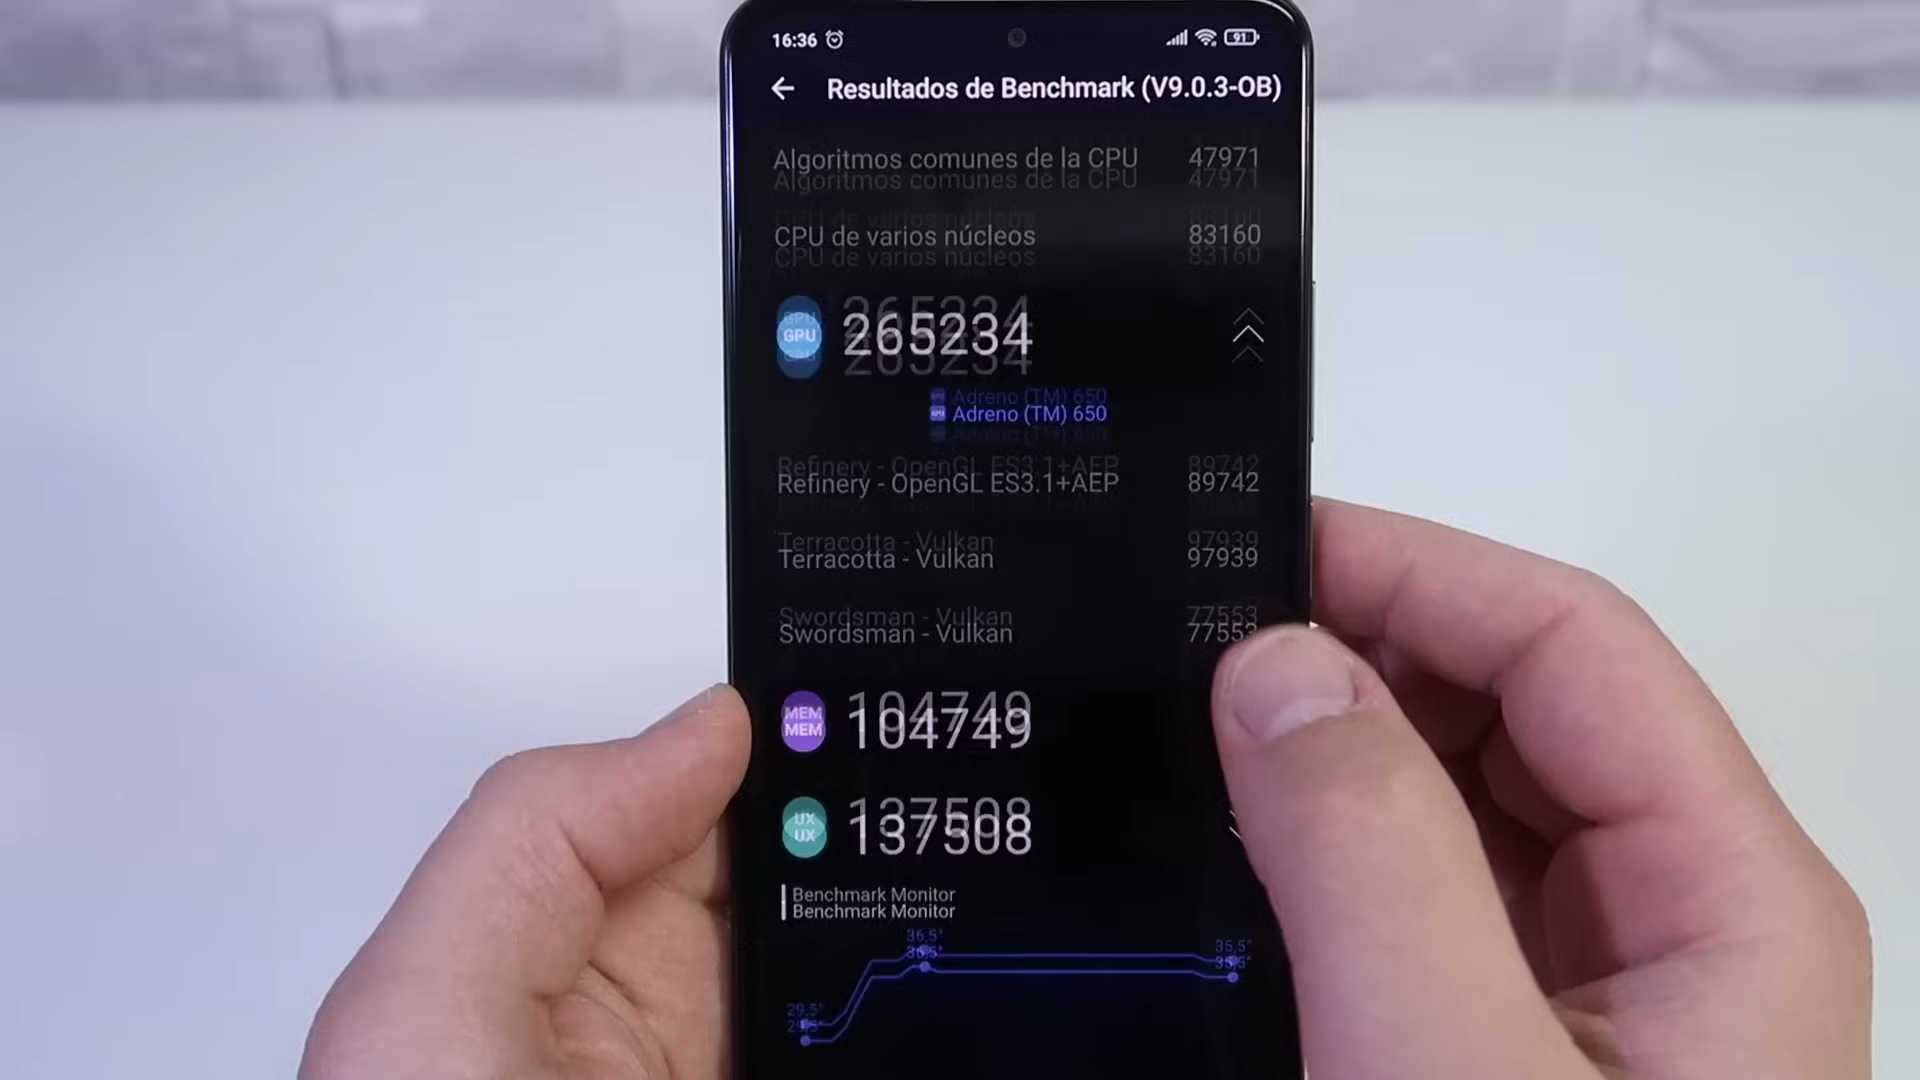 16:36 91
Resultados de Benchmark (V9.0.3-OB)
Algoritmos comunes de la CPU 47971
CPU de varios núcleos 83160
GPU 265234
Adreno (TM) 650
Refinery - OpenGL ES3.1+AEP 89742
Terracotta - Vulkan 97939
Swordsman - Vulkan 77553
MEM 104749
UX 137508
Benchmark Monitor
36,5°
35,5°
29,5°